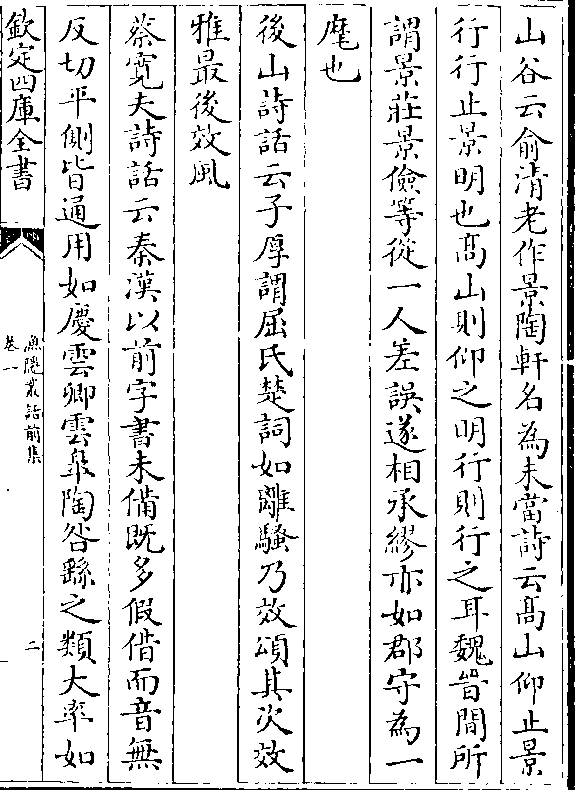 山谷云俞清老作景陶軒名為未當詩云髙山仰止景
行行止景明也髙山則仰之明行則行之耳魏晉間所
謂景莊景儉等從一人差誤遂相承繆亦如郡守為一
麾也
後山詩話云子厚謂屈氏楚詞如離騷乃效頌其次效
雅最後效風
蔡寛夫詩話云秦漢以前字書未備既多假借而音無
反切平側皆通用如慶雲卿雲臯陶咎繇之類大率如
欽定四庫全書
漁隱叢話前集
卷一
二